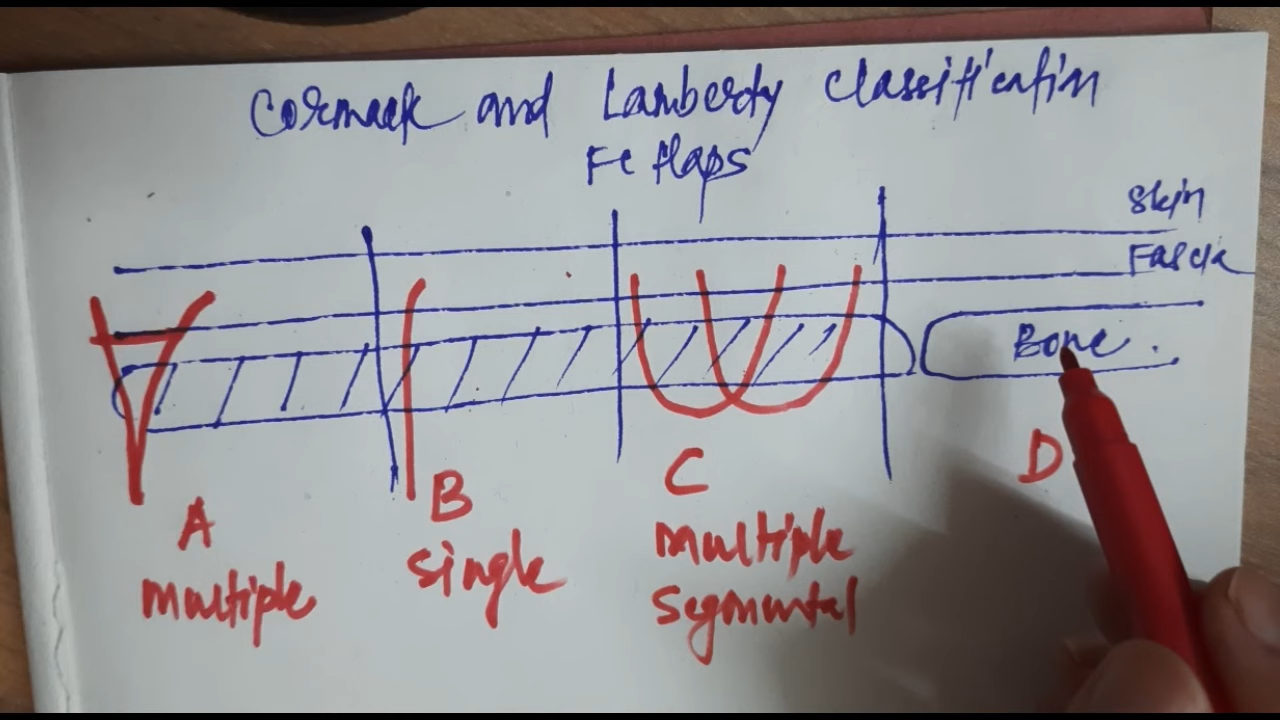 Cormack and Lamberty Classification
Fc flaps
Skin
Fascia
Bone.
A
multiple
B
single
C
multiple
segmental
D